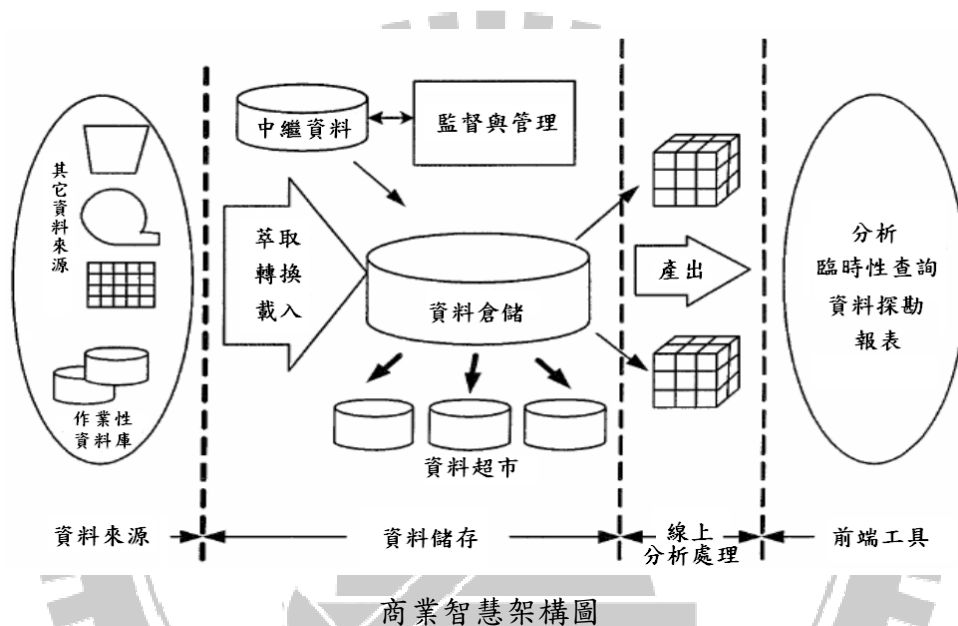 其它資料來源
作業性
資料庫
中繼資料
監督與管理
萃取
轉換
載入
資料倉儲
資料超市
產出
分析
臨時性查詢
資料探勘
報表
資料來源
資料儲存
線上
分析處理
前端工具
商業智慧架構圖